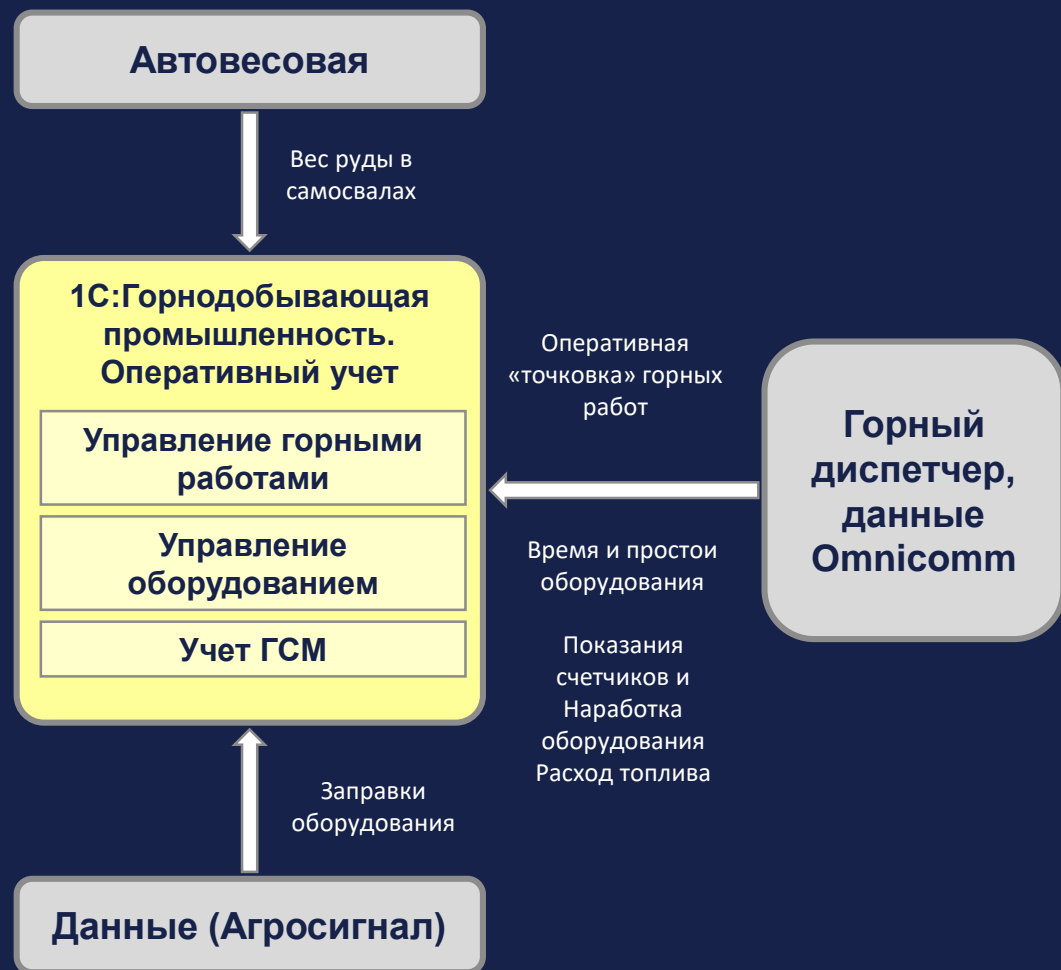 Автовесовая
Вес руды в
самосвалах
1С:Горнодобывающая
промышленность.
Оперативный учет
Управление горными
работами
Управление
оборудованием
Учет ГСМ
Оперативная
«точковка» горных
работ
Время и простои
оборудования
Показания
счетчиков и
Наработка
оборудования
Расход топлива
Горный
диспетчер,
данные
Omnicomm
Заправки
оборудования
Данные (Агросигнал)